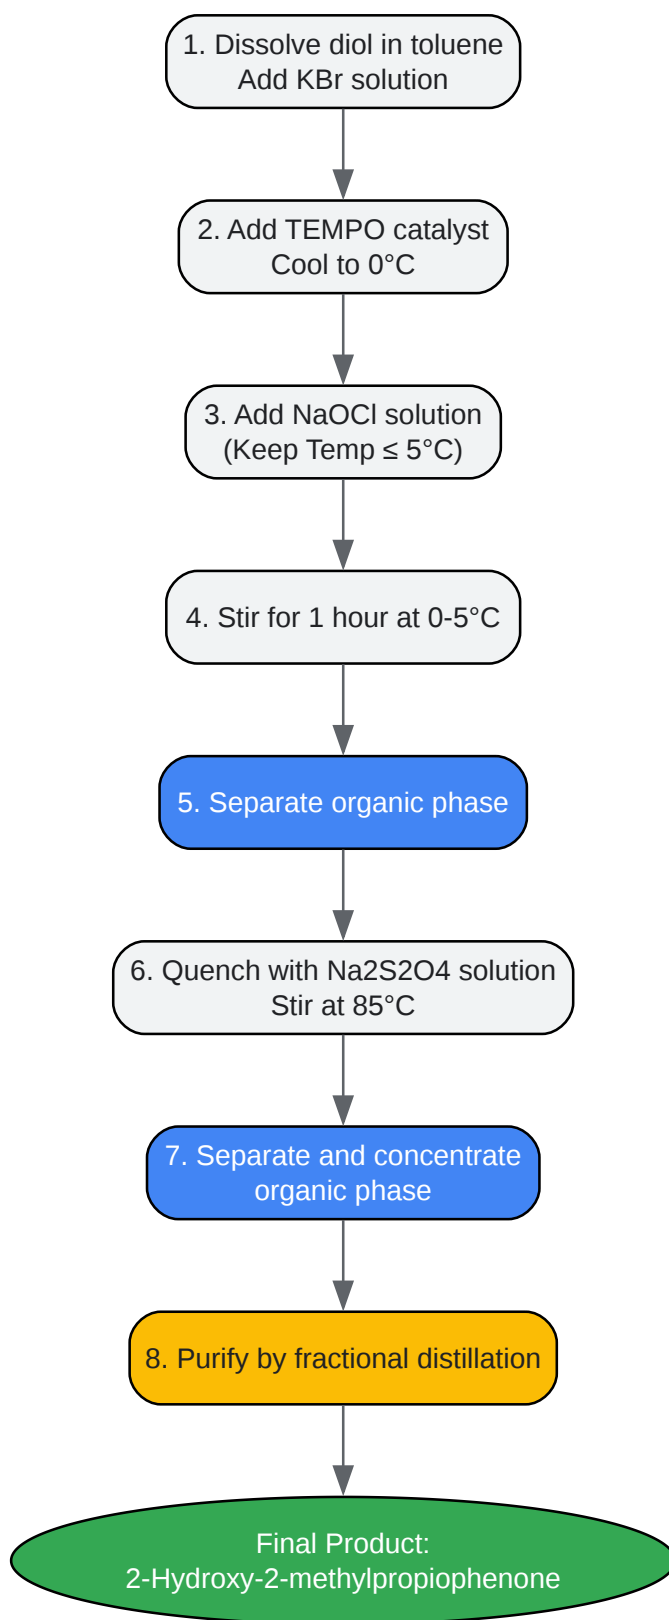 1. Dissolve diol in toluene
Add KBr solution
2. Add TEMPO catalyst
Cool to 0°C
3. Add NaOCl solution
(Keep Temp ≤ 5°C)
4. Stir for 1 hour at 0-5°C
5. Separate organic phase
6. Quench with Na2S2O4 solution
Stir at 85°C
7. Separate and concentrate
organic phase
8. Purify by fractional distillation
Final Product:
2-Hydroxy-2-methylpropiophenone